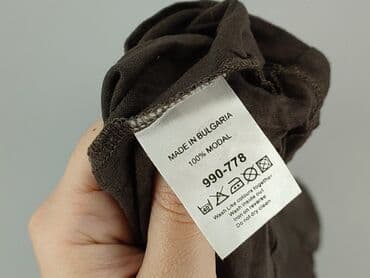 MADE IN BULGARIA
100% MODAL
990-778
Wash Like colours together
Wash inside out
Iron on reverse
Do not dry clean